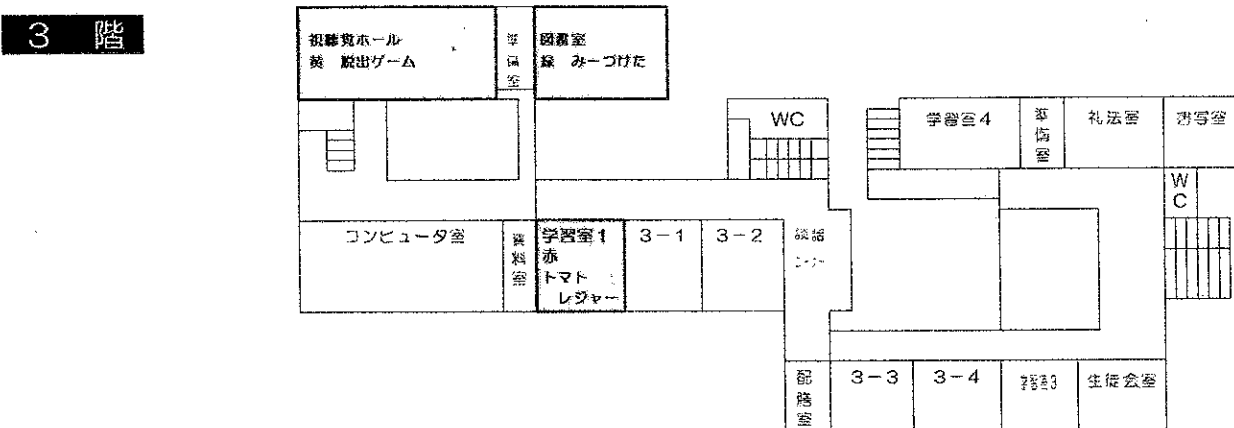 3 階
視聴覚ホール
黄 脱出ゲーム
準備室
図書室
緑 みーつけた
WC
学習室4
準備室
礼法室
書写室
WC
コンピュータ室
資料室
学習室1
赤
トマト
レジャー
3-1
3-2
談話
コーナー
配膳室
3-3
3-4
学習室3
生徒会室